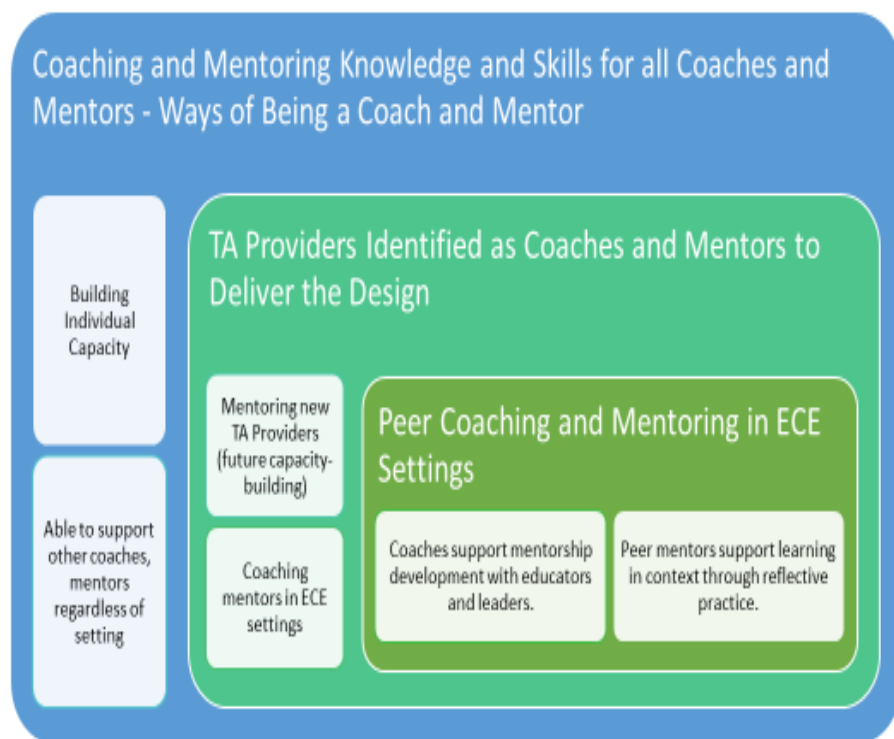 Coaching and Mentoring Knowledge and Skills for all Coaches and
Mentors - Ways of Being a Coach and Mentor
Building
Individual
Capacity
Able to support
other coaches,
mentors
regardless of
setting
TA Providers Identified as Coaches and Mentors to
Deliver the Design
Mentoring new
TA Providers
(future capacity-
building)
Coaching
mentors in ECE
settings
Peer Coaching and Mentoring in ECE
Settings
Coaches support mentorship
development with educators
and leaders.
Peer mentors support learning
in context through reflective
practice.